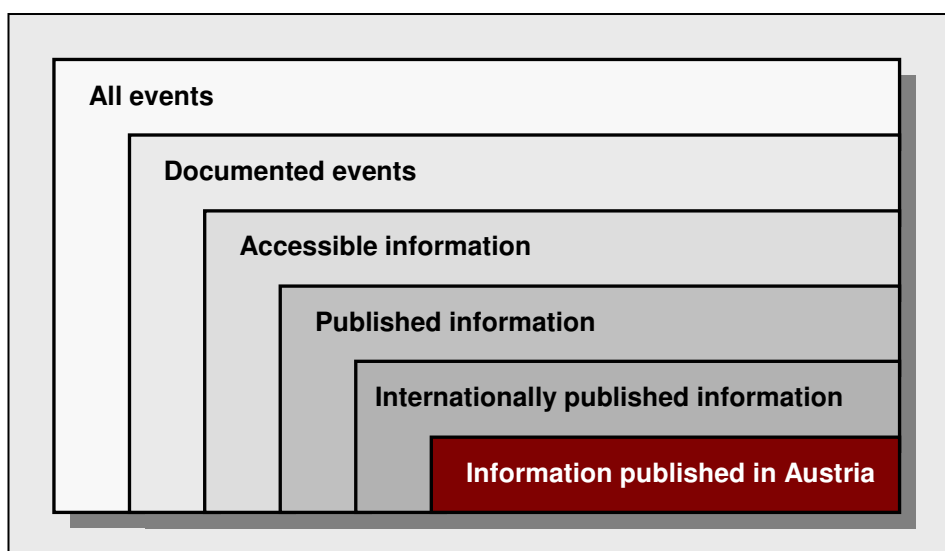 All events
Documented events
Accessible information
Published information
Internationally published information
Information published in Austria